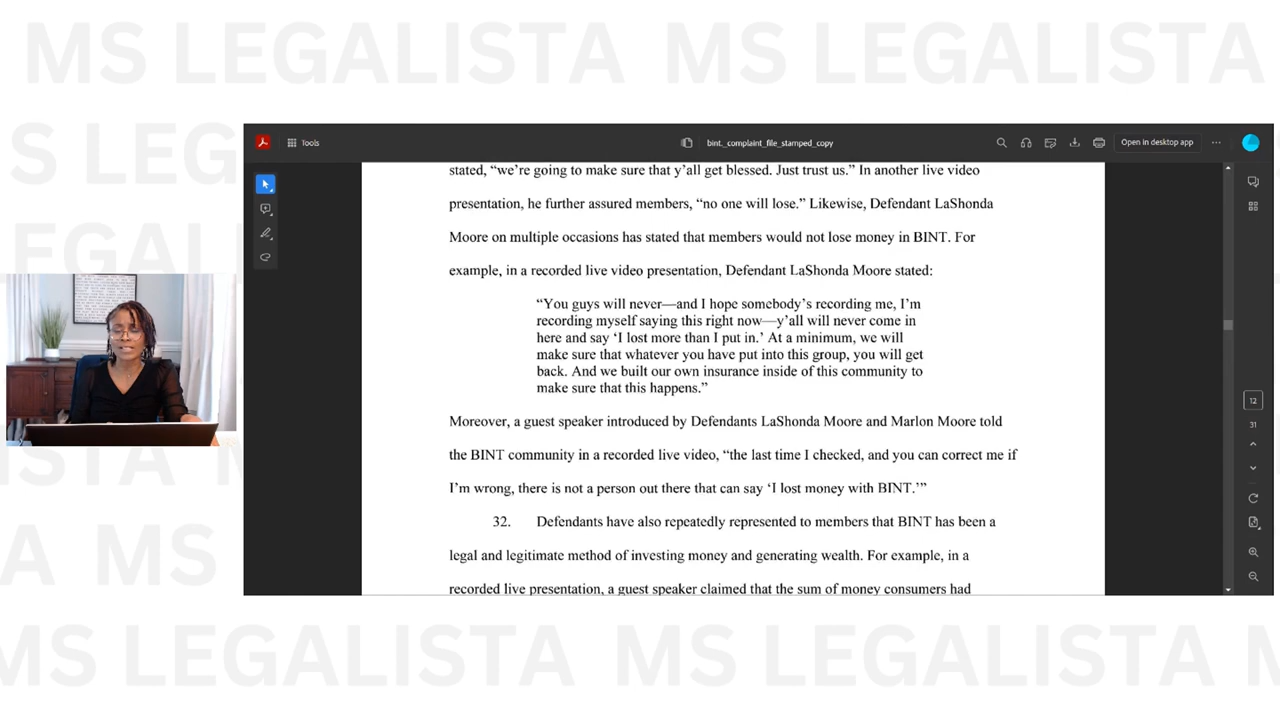 MS LEGALISTA MS LEGALISTA
S LEG
EGAL
ISTA M
A MS
MS LEGALISTA MS LEGALISTA
Tools
bint._complaint_file_stamped_copy
Open in desktop app
stated, “we’re going to make sure that y’all get blessed. Just trust us.” In another live video
presentation, he further assured members, “no one will lose.” Likewise, Defendant LaShonda
Moore on multiple occasions has stated that members would not lose money in BINT. For
example, in a recorded live video presentation, Defendant LaShonda Moore stated:
“You guys will never—and I hope somebody’s recording me, I’m
recording myself saying this right now—y’all will never come in
here and say ‘I lost more than I put in.’ At a minimum, we will
make sure that whatever you have put into this group, you will get
back. And we built our own insurance inside of this community to
make sure that this happens.”
Moreover, a guest speaker introduced by Defendants LaShonda Moore and Marlon Moore told
the BINT community in a recorded live video, “the last time I checked, and you can correct me if
I’m wrong, there is not a person out there that can say ‘I lost money with BINT.’”
32. Defendants have also repeatedly represented to members that BINT has been a
legal and legitimate method of investing money and generating wealth. For example, in a
recorded live presentation, a guest speaker claimed that the sum of money consumers had
12
31